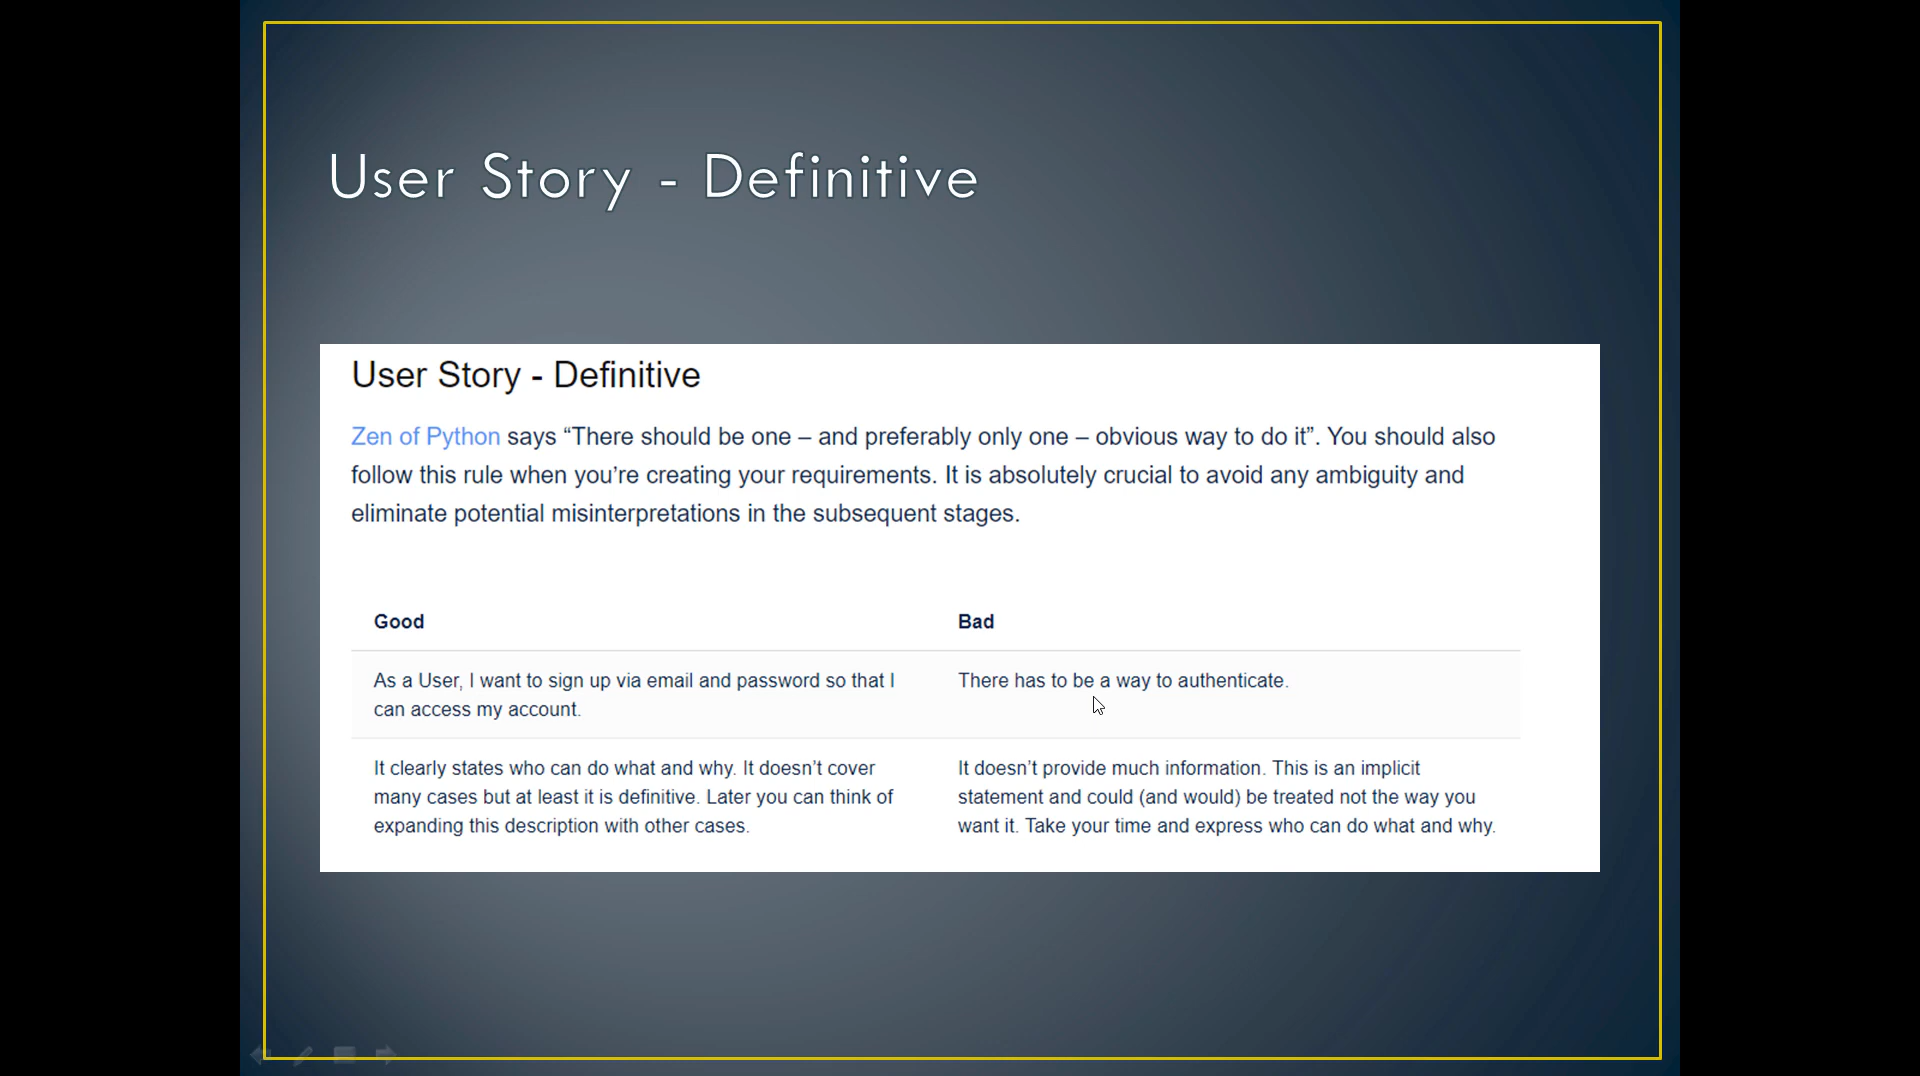 User Story - Definitive
User Story - Definitive
Zen of Python says “There should be one – and preferably only one – obvious way to do it”. You should also
follow this rule when you’re creating your requirements. It is absolutely crucial to avoid any ambiguity and
eliminate potential misinterpretations in the subsequent stages.
Good
Bad
As a User, I want to sign up via email and password so that I
can access my account.
There has to be a way to authenticate.
It clearly states who can do what and why. It doesn’t cover
many cases but at least it is definitive. Later you can think of
expanding this description with other cases.
It doesn’t provide much information. This is an implicit
statement and could (and would) be treated not the way you
want it. Take your time and express who can do what and why.